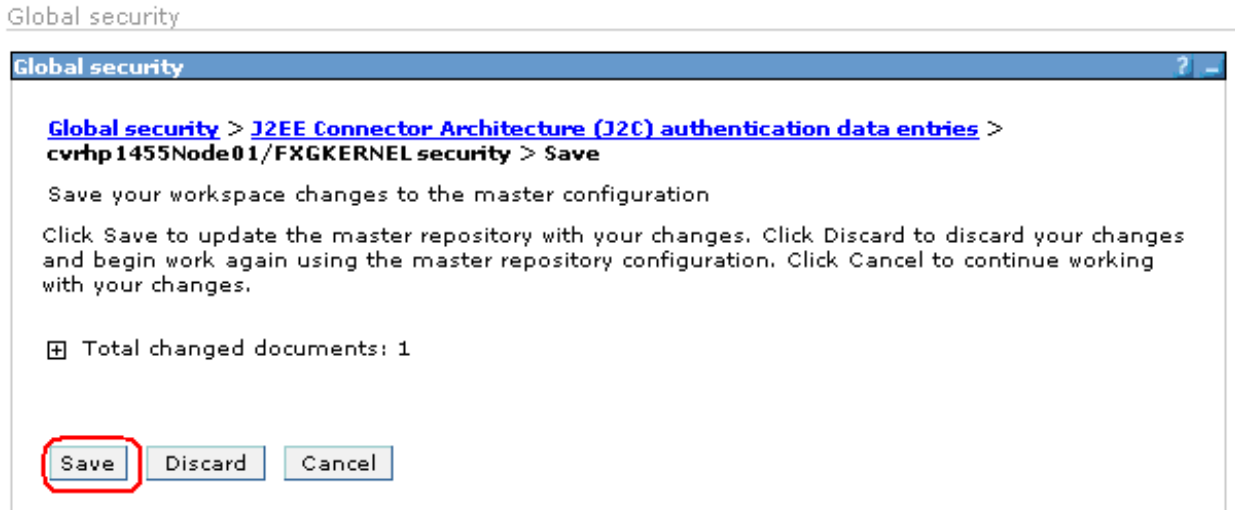 Global security
Global security ? -
Global security > J2EE Connector Architecture (J2C) authentication data entries >
cvrhp1455Node01/FXGKERNEL security > Save
Save your workspace changes to the master configuration
Click Save to update the master repository with your changes. Click Discard to discard your changes
and begin work again using the master repository configuration. Click Cancel to continue working
with your changes.
+ Total changed documents: 1
Save Discard Cancel